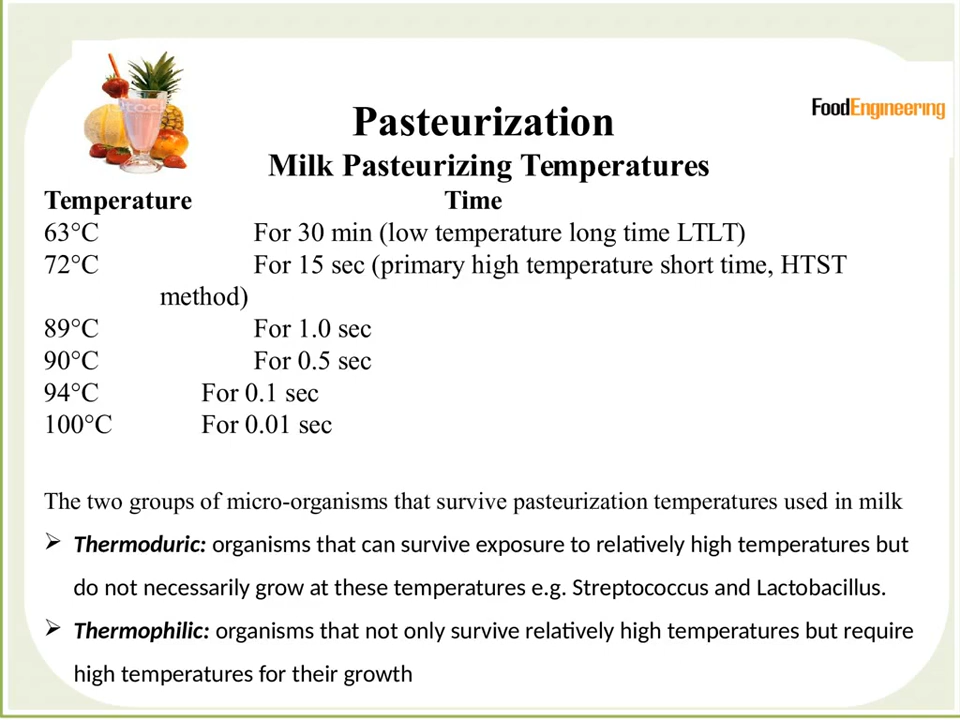 FoodEngineering
Pasteurization
Milk Pasteurizing Temperatures
Temperature Time
63°C For 30 min (low temperature long time LTLT)
72°C For 15 sec (primary high temperature short time, HTST
method)
89°C For 1.0 sec
90°C For 0.5 sec
94°C For 0.1 sec
100°C For 0.01 sec
The two groups of micro-organisms that survive pasteurization temperatures used in milk
➢ Thermoduric: organisms that can survive exposure to relatively high temperatures but
do not necessarily grow at these temperatures e.g. Streptococcus and Lactobacillus.
➢ Thermophilic: organisms that not only survive relatively high temperatures but require
high temperatures for their growth